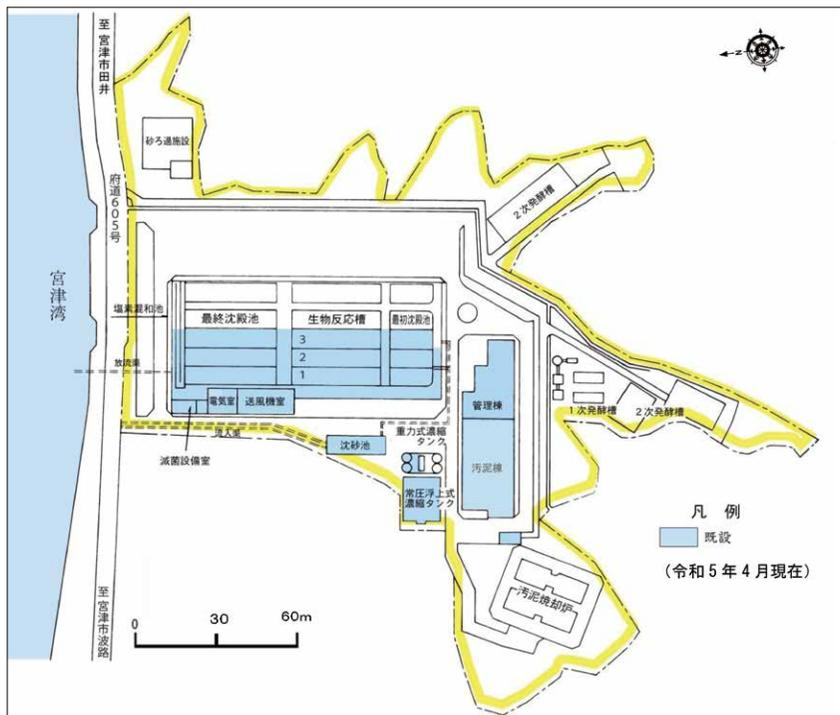 至 宮津市田井
N
砂ろ過施設
府道605号
2次発酵槽
宮津湾
塩素混和池
最終沈殿池
生物反応槽
最初沈殿池
3
2
1
放流渠
電気室
送風機室
管理棟
1次発酵槽
2次発酵槽
流入渠
滅菌設備室
沈砂池
重力式濃縮
タンク
汚泥棟
常圧浮上式
濃縮タンク
凡 例
既設
(令和5年4月現在)
汚泥焼却炉
0
30
60m
至 宮津市波路